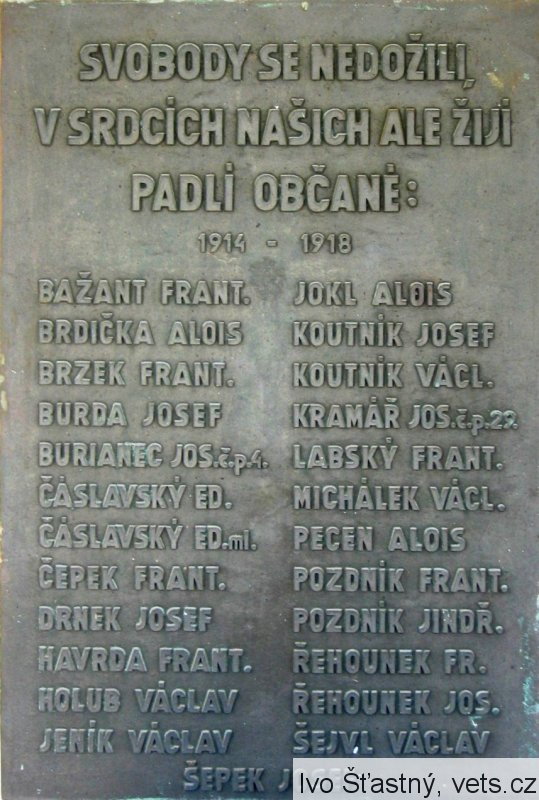 SVOBODY SE NEDOŽILI,
V SRDCÍCH NAŠICH ALE ŽIJÍ
PADLÍ OBČANÉ:
1914 - 1918
BAŽANT FRANT.
BRDIČKA ALOIS
BRZEK FRANT.
BURDA JOSEF
BURIANEC JOS.č.p.4.
ČÁSLAVSKÝ ED.
ČÁSLAVSKÝ ED.ml.
ČEPEK FRANT.
DRNEK JOSEF
HAVRDA FRANT.
HOLUB VÁCLAV
JENÍK VÁCLAV
JOKL ALOIS
KOUTNÍK JOSEF
KOUTNÍK VÁCL.
KRAMÁŘ JOS.č.p.29.
LABSKÝ FRANT.
MICHÁLEK VÁCL.
PECEN ALOIS
POZDNÍK FRANT.
POZDNÍK JINDŘ.
ŘEHOUNEK FR.
ŘEHOUNEK JOS.
ŠEJVL VÁCLAV
ŠEPEK
Ivo Šťastný, vets.cz